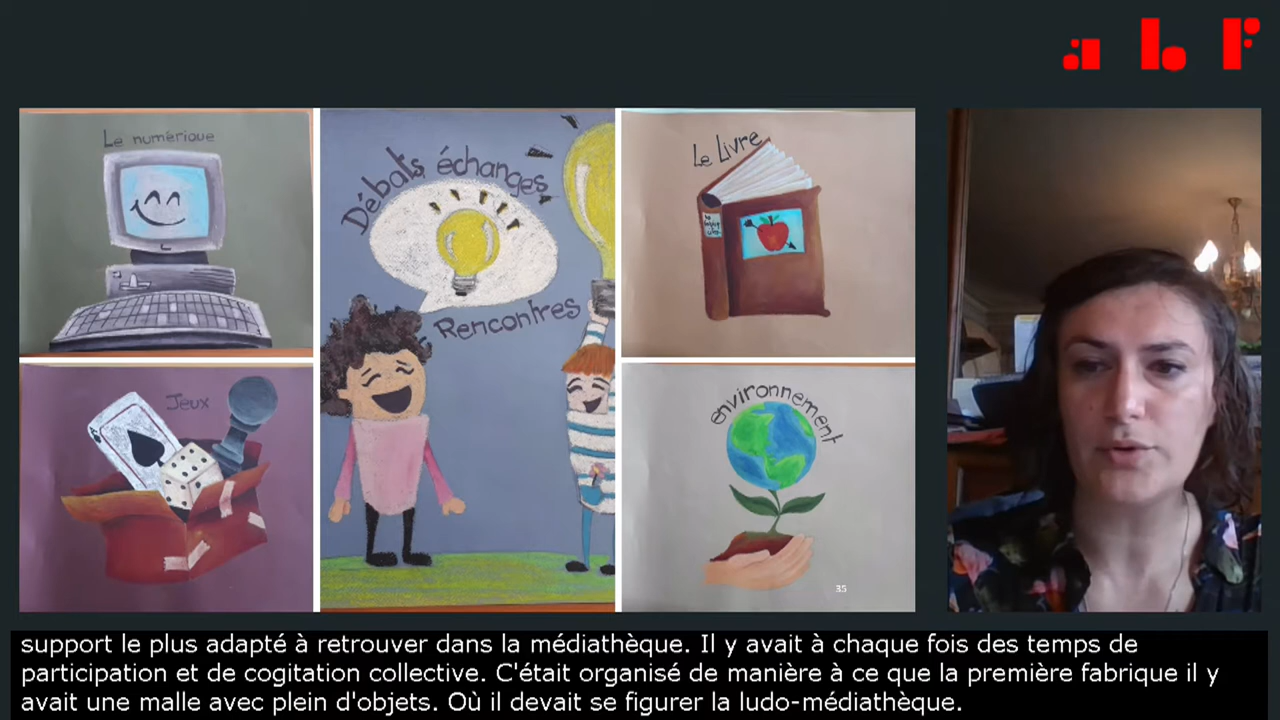 abf
Le numérique
Débats échanges
Rencontres
Le Livre
Jeux
environnement
35
support le plus adapté à retrouver dans la médiathèque. Il y avait à chaque fois des temps de
participation et de cogitation collective. C'était organisé de manière à ce que la première fabrique il y
avait une malle avec plein d'objets. Où il devait se figurer la ludo-médiathèque.